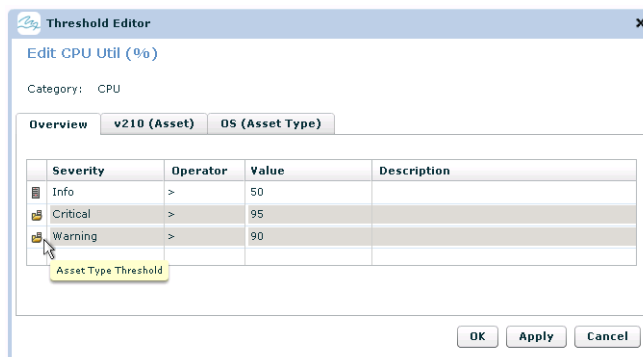 Threshold Editor x
Edit CPU Util (%)
Category: CPU
Overview v210 (Asset) OS (Asset Type)
Severity Operator Value Description
Info > 50
Critical > 95
Warning > 90
Asset Type Threshold
OK Apply Cancel